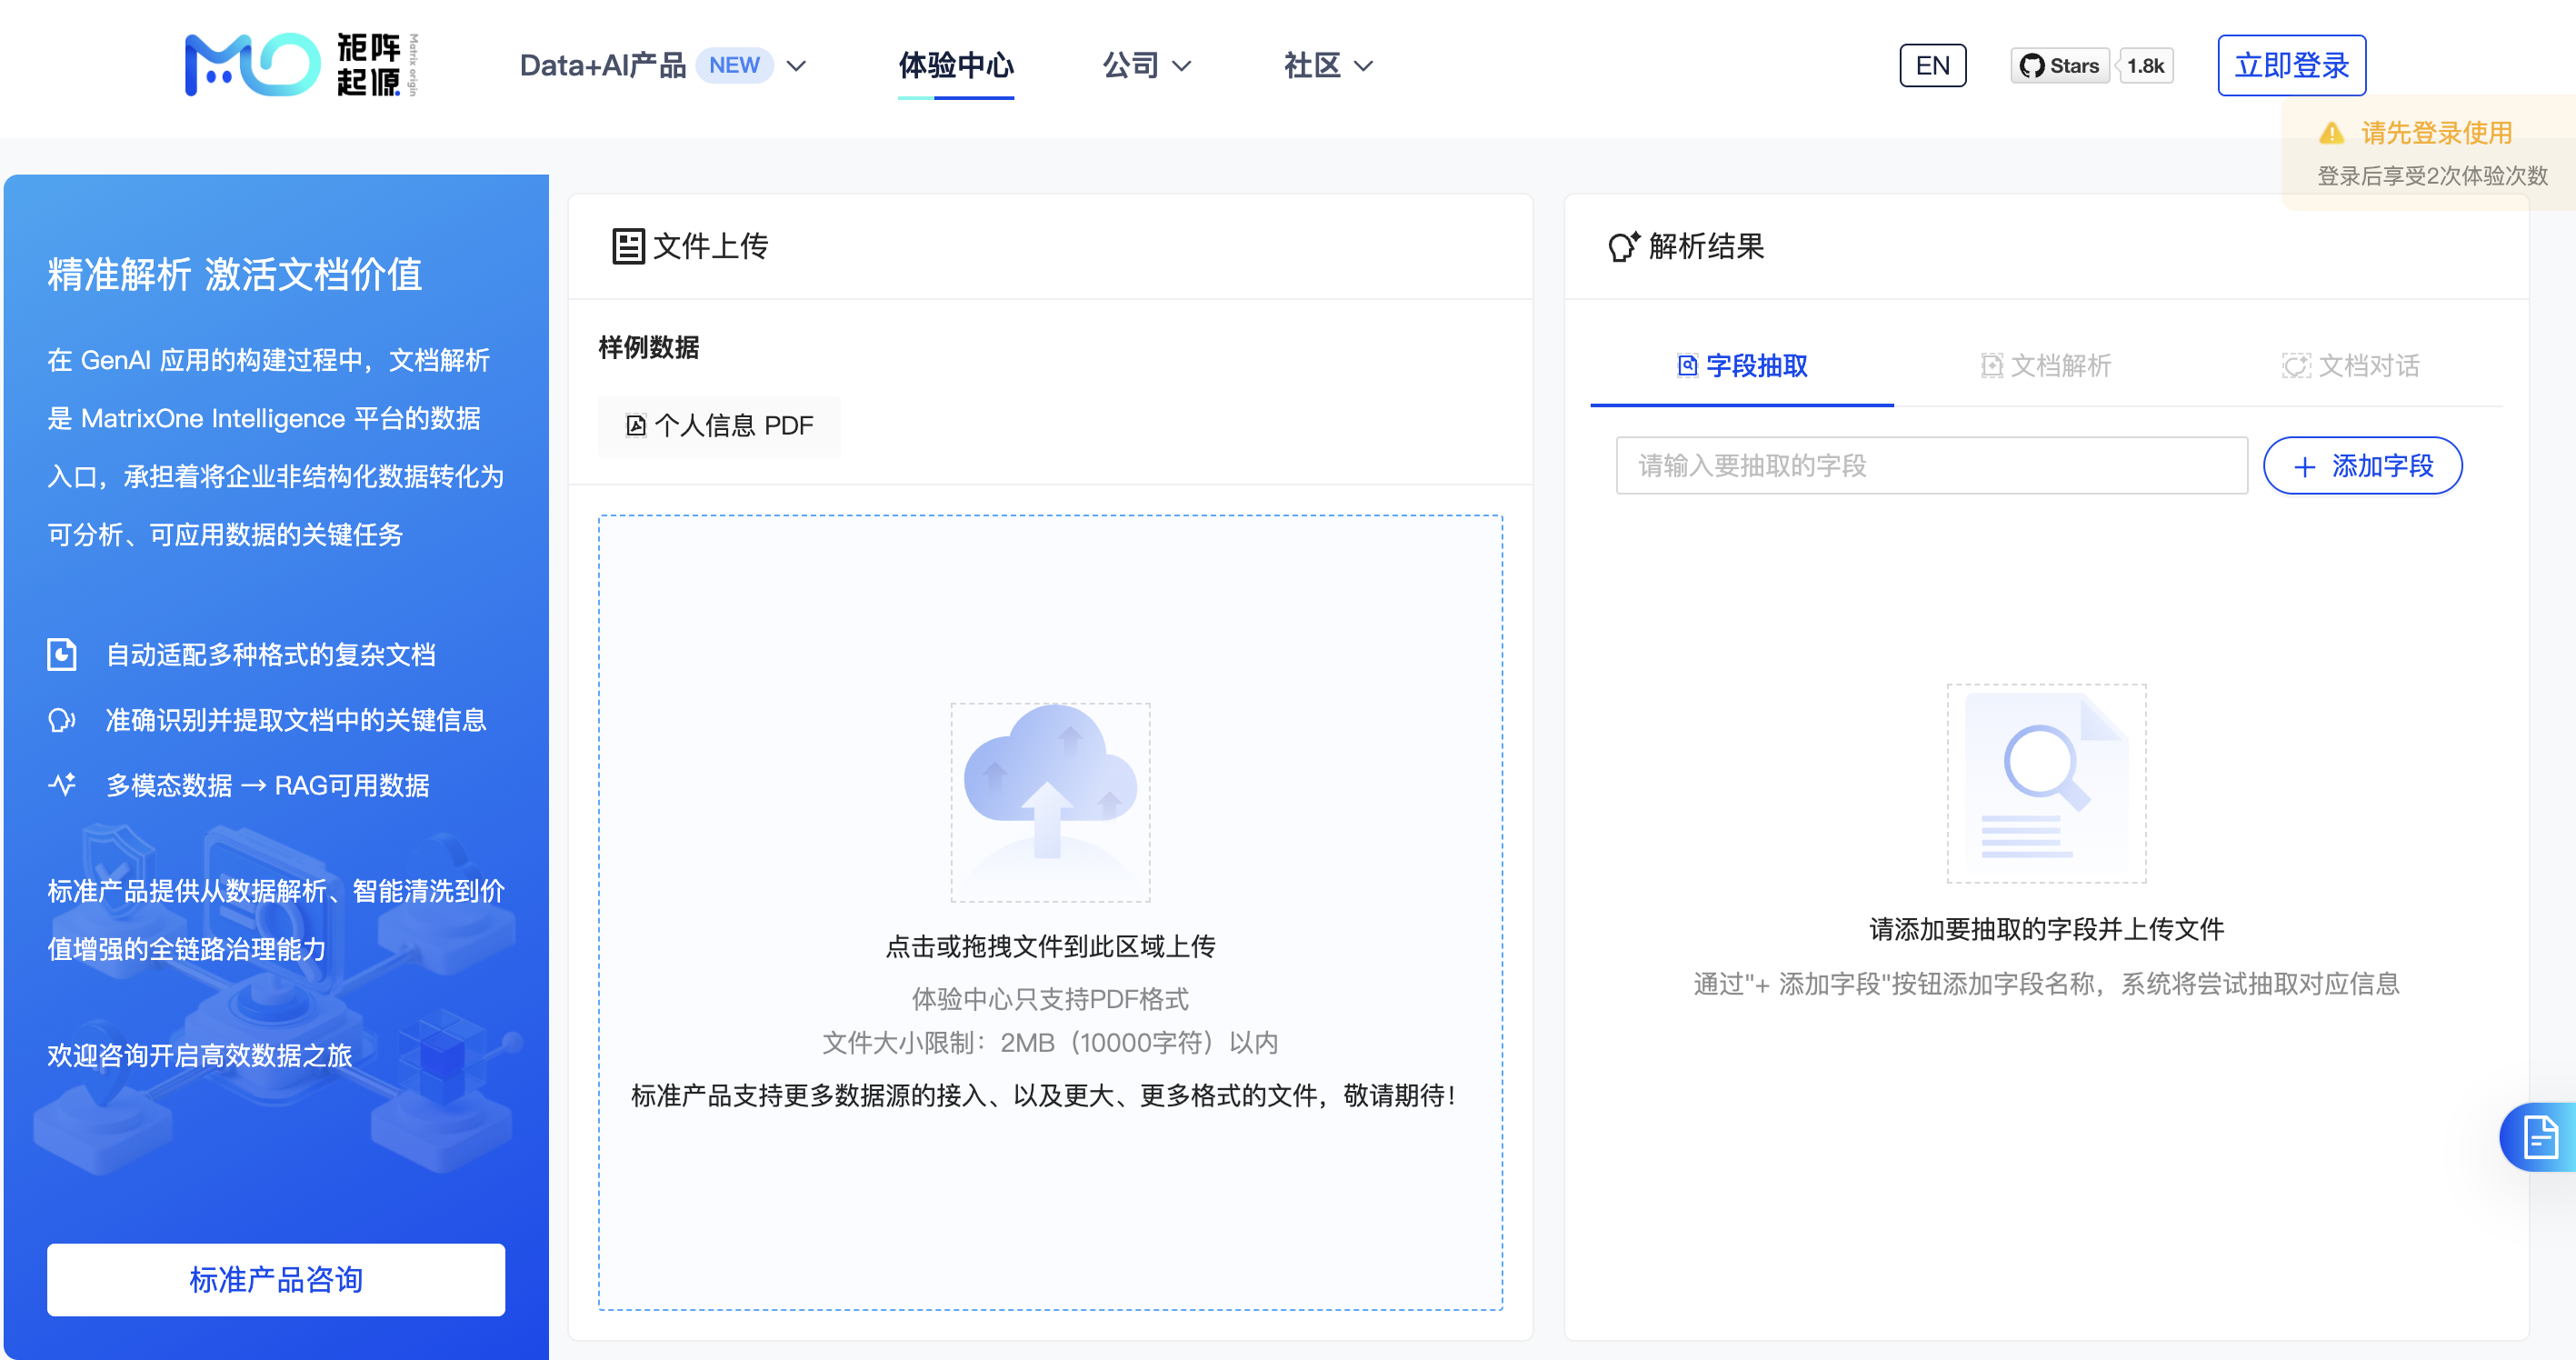 矩阵
起源
Matrix origin
Data+AI产品 NEW
体验中心
公司
社区
EN
Stars
1.8k
立即登录
请先登录使用
登录后享受2次体验次数
精准解析 激活文档价值
在 GenAI 应用的构建过程中，文档解析
是 MatrixOne Intelligence 平台的数据
入口，承担着将企业非结构化数据转化为
可分析、可应用数据的关键任务
自动适配多种格式的复杂文档
准确识别并提取文档中的关键信息
多模态数据 → RAG可用数据
标准产品提供从数据解析、智能清洗到价
值增强的全链路治理能力
欢迎咨询开启高效数据之旅
标准产品咨询
文件上传
样例数据
个人信息 PDF
点击或拖拽文件到此区域上传
体验中心只支持PDF格式
文件大小限制：2MB（10000字符）以内
标准产品支持更多数据源的接入、以及更大、更多格式的文件，敬请期待！
解析结果
字段抽取
文档解析
文档对话
请输入要抽取的字段
+ 添加字段
请添加要抽取的字段并上传文件
通过"+ 添加字段"按钮添加字段名称，系统将尝试抽取对应信息